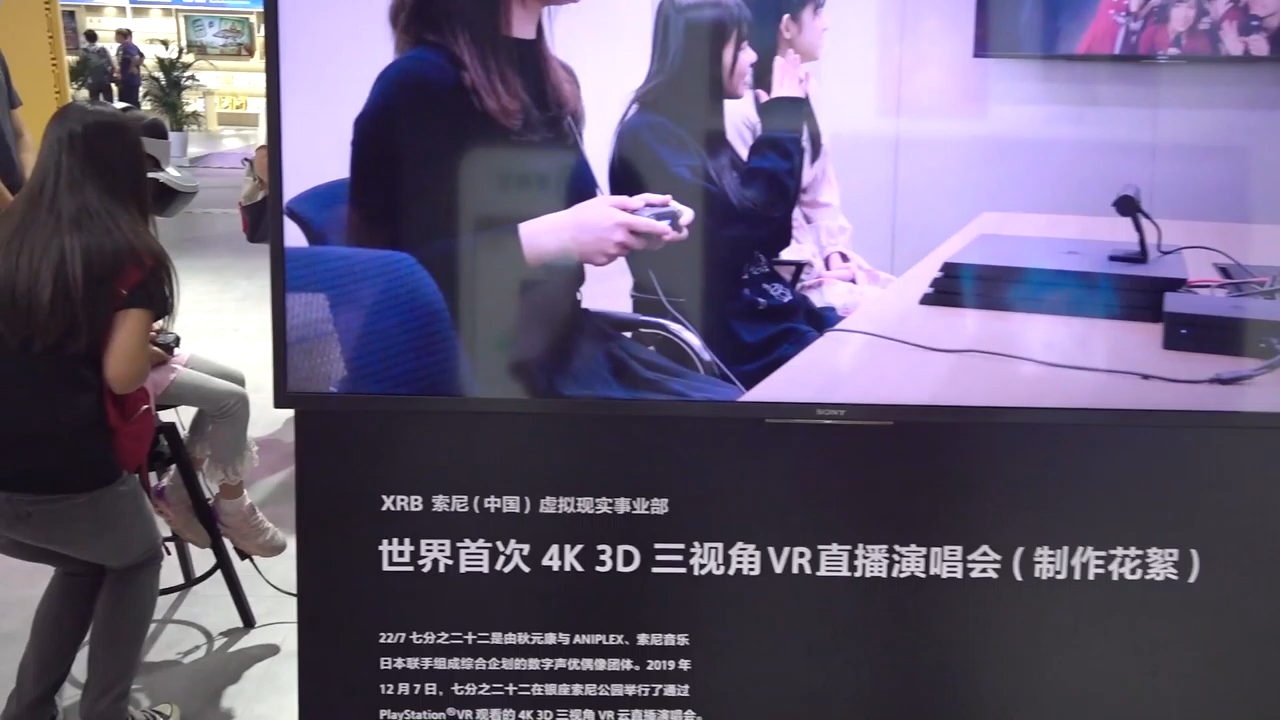 SONY
XRB 索尼（中国）虚拟现实事业部
世界首次 4K 3D 三视角VR直播演唱会（制作花絮）
22/7 七分之二十二是由秋元康与 ANIPLEX、索尼音乐
日本联手组成综合企划的数字声优偶像团体。2019 年
12 月 7 日，七分之二十二在银座索尼公园举行了通过
PlayStation®VR 观看的 4K 3D 三视角 VR 云直播演唱会。